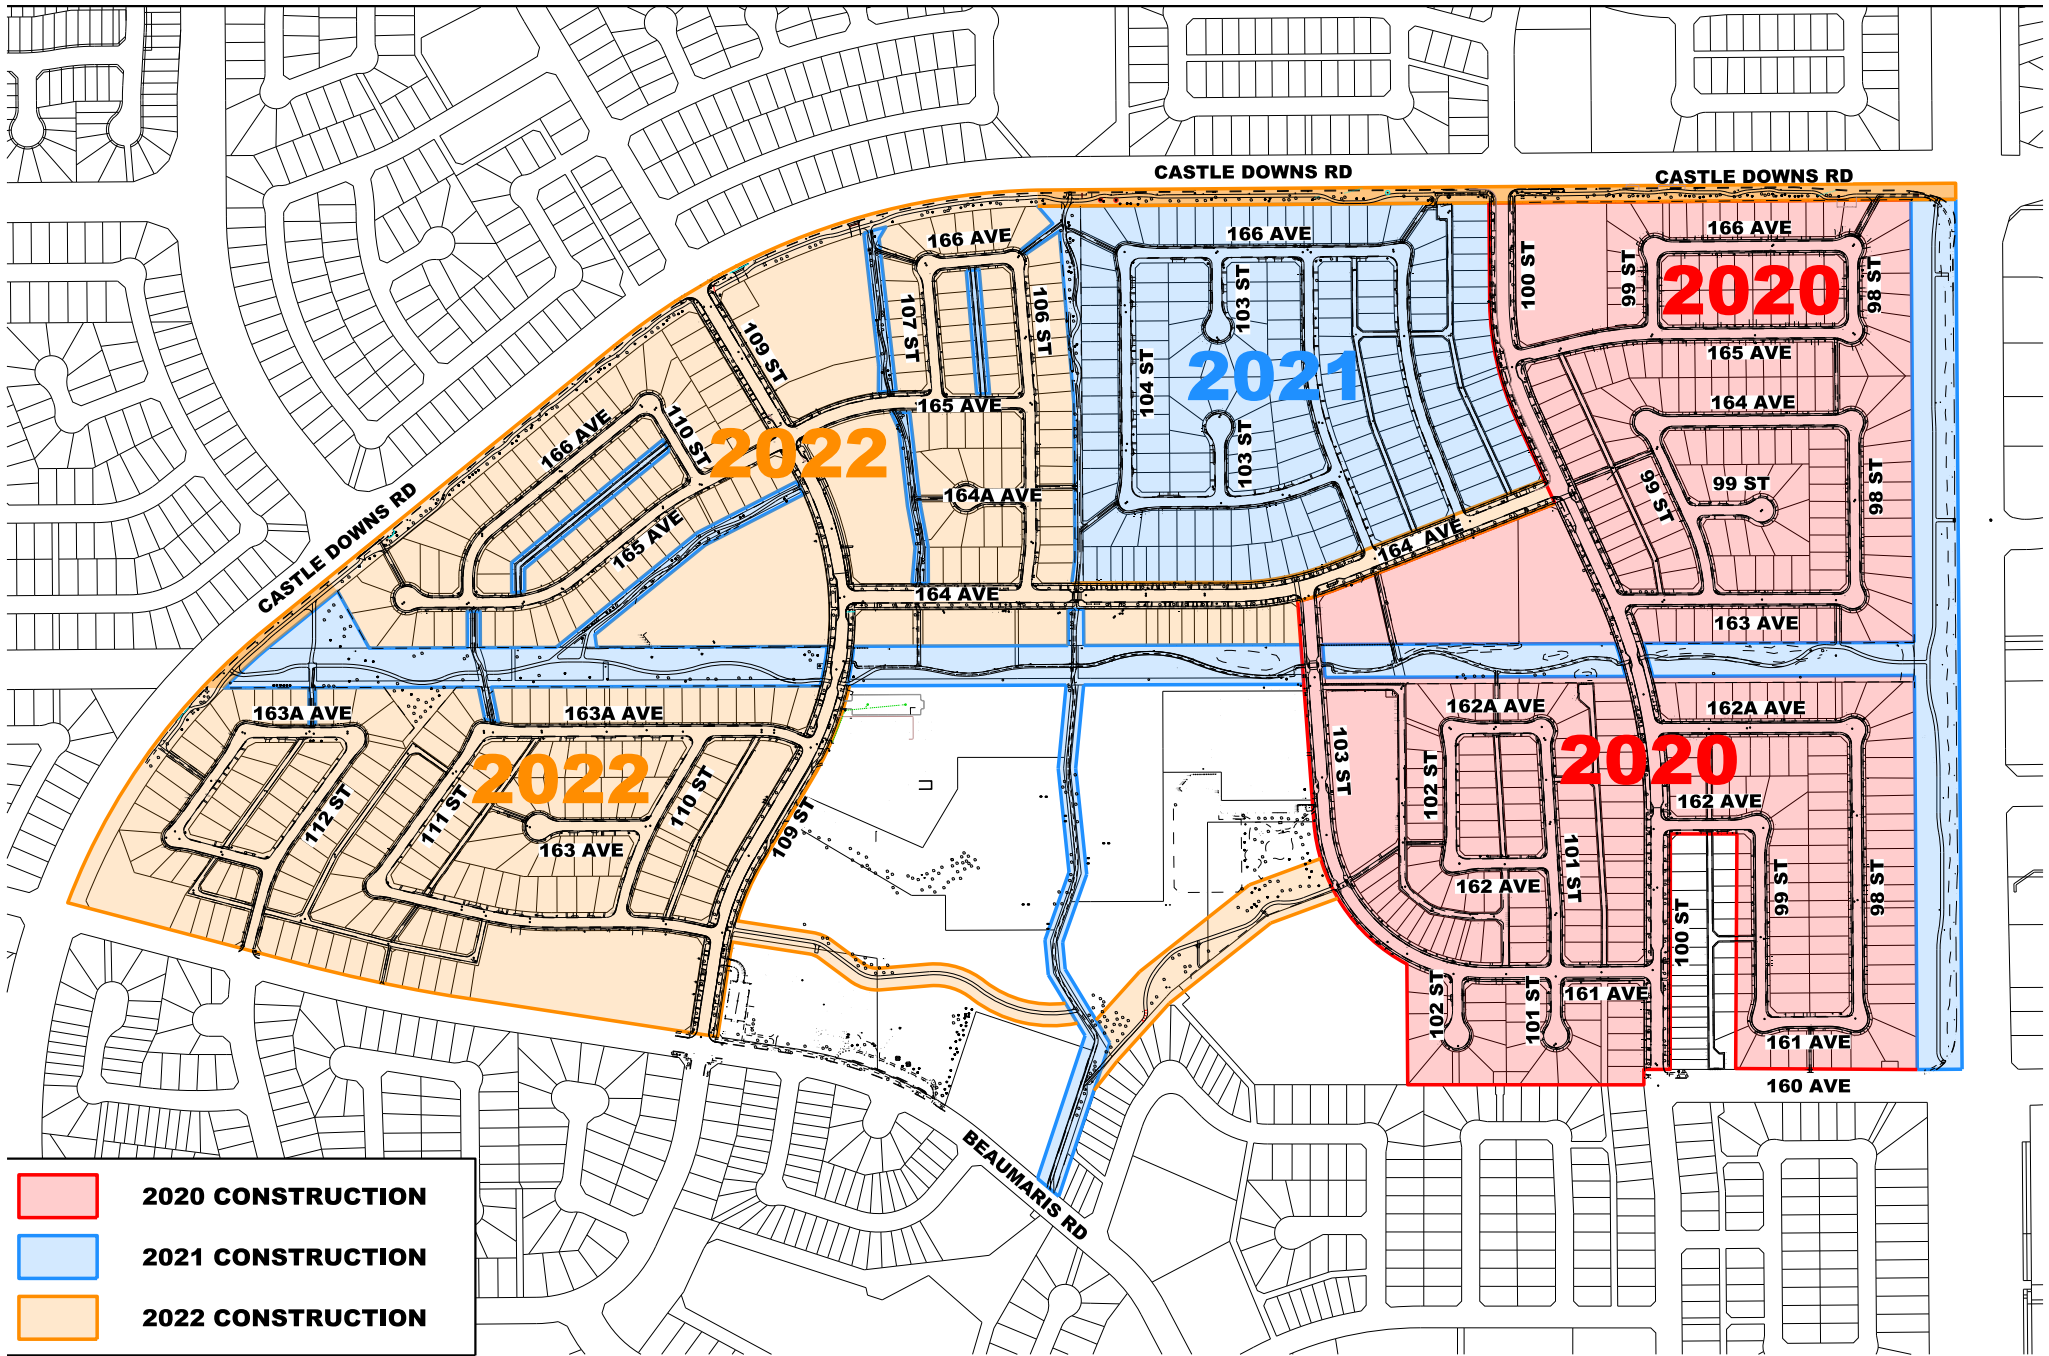 CASTLE DOWNS RD
CASTLE DOWNS RD
166 AVE
166 AVE
166 AVE
100 ST
99 ST
2020
98 ST
103 ST
107 ST
106 ST
109 ST
165 AVE
2021
104 ST
165 AVE
164 AVE
110 ST
166 AVE
2022
103 ST
99 ST
99 ST
98 ST
164A AVE
CASTLE DOWNS RD
165 AVE
164 AVE
164 AVE
163 AVE
163A AVE
163A AVE
162A AVE
162A AVE
2020
103 ST
102 ST
2022
112 ST
111 ST
110 ST
109 ST
163 AVE
162 AVE
101 ST
162 AVE
99 ST
98 ST
100 ST
102 ST
101 ST
161 AVE
161 AVE
160 AVE
BEAUMARIS RD
2020 CONSTRUCTION
2021 CONSTRUCTION
2022 CONSTRUCTION